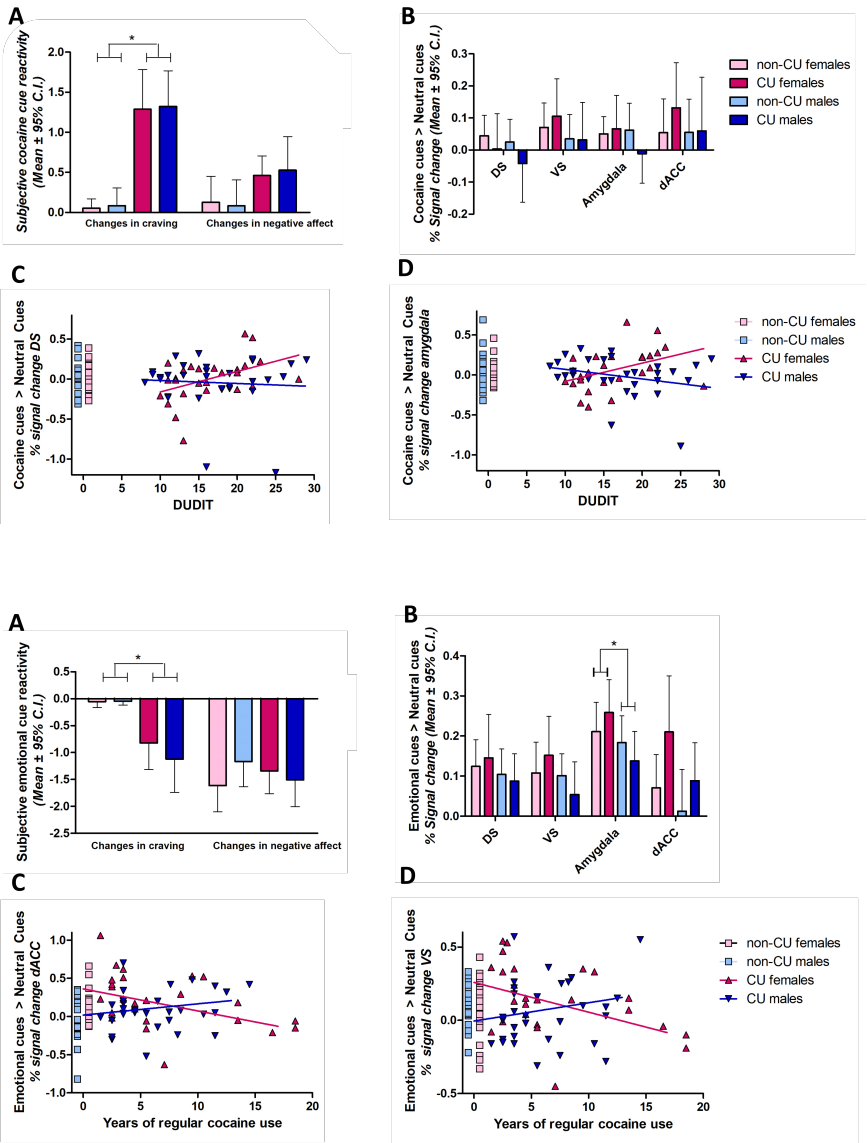 A
Subjective cocaine cue reactivity
(Mean ± 95% C.I.)
2.0
1.5
1.0
0.5
0.0
*
Changes in craving
Changes in negative affect
B
Cocaine cues > Neutral cues
% Signal change (Mean ± 95% C.I.)
0.3
0.2
0.1
0.0
-0.1
-0.2
DS
VS
Amygdala
dACC
non-CU females
CU females
non-CU males
CU males
C
Cocaine cues > Neutral Cues
% signal change DS
0.5
0.0
-0.5
-1.0
0 5 10 15 20 25 30
DUDIT
D
Cocaine cues > Neutral Cues
% signal change amygdala
0.5
0.0
-0.5
-1.0
0 5 10 15 20 25 30
DUDIT
non-CU females
non-CU males
CU females
CU males
A
Subjective emotional cue reactivity
(Mean ± 95% C.I.)
0.5
0.0
-0.5
-1.0
-1.5
-2.0
-2.5
*
Changes in craving
Changes in negative affect
B
Emotional cues > Neutral cues
% Signal change (Mean ± 95% C.I.)
0.4
0.3
0.2
0.1
0.0
*
DS
VS
Amygdala
dACC
C
Emotional cues > Neutral Cues
% signal change dACC
1.0
0.5
0.0
-0.5
-1.0
0 5 10 15 20
Years of regular cocaine use
D
Emotional cues > Neutral Cues
% signal change VS
0.5
0.0
-0.5
0 5 10 15 20
Years of regular cocaine use
non-CU females
non-CU males
CU females
CU males